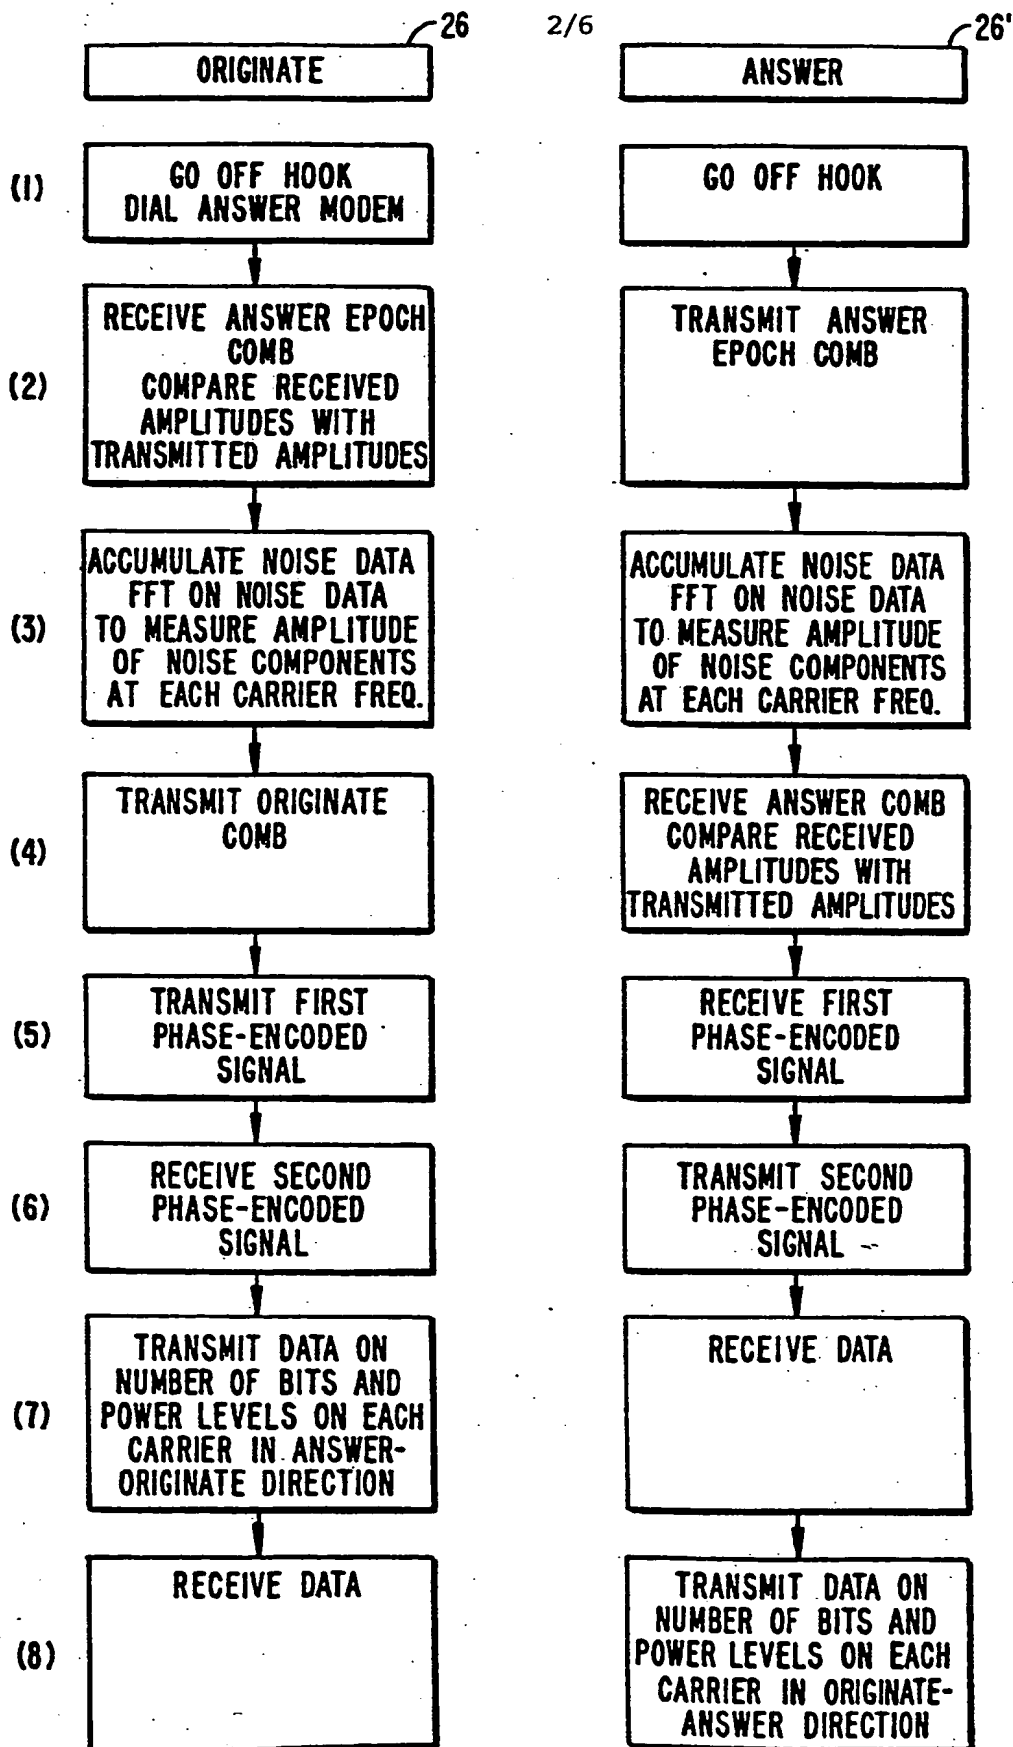 26
2/6
26'
ORIGINATE
ANSWER
(1)
GO OFF HOOK
DIAL ANSWER MODEM
GO OFF HOOK
(2)
RECEIVE ANSWER EPOCH
COMB
COMPARE RECEIVED
AMPLITUDES WITH
TRANSMITTED AMPLITUDES
TRANSMIT ANSWER
EPOCH COMB
(3)
ACCUMULATE NOISE DATA
FFT ON NOISE DATA
TO MEASURE AMPLITUDE
OF NOISE COMPONENTS
AT EACH CARRIER FREQ.
ACCUMULATE NOISE DATA
FFT ON NOISE DATA
TO MEASURE AMPLITUDE
OF NOISE COMPONENTS
AT EACH CARRIER FREQ.
(4)
TRANSMIT ORIGINATE
COMB
RECEIVE ANSWER COMB
COMPARE RECEIVED
AMPLITUDES WITH
TRANSMITTED AMPLITUDES
(5)
TRANSMIT FIRST
PHASE-ENCODED
SIGNAL
RECEIVE FIRST
PHASE-ENCODED
SIGNAL
(6)
RECEIVE SECOND
PHASE-ENCODED
SIGNAL
TRANSMIT SECOND
PHASE-ENCODED
SIGNAL
(7)
TRANSMIT DATA ON
NUMBER OF BITS AND
POWER LEVELS ON EACH
CARRIER IN ANSWER-
ORIGINATE DIRECTION
RECEIVE DATA
(8)
RECEIVE DATA
TRANSMIT DATA ON
NUMBER OF BITS AND
POWER LEVELS ON EACH
CARRIER IN ORIGINATE-
ANSWER DIRECTION